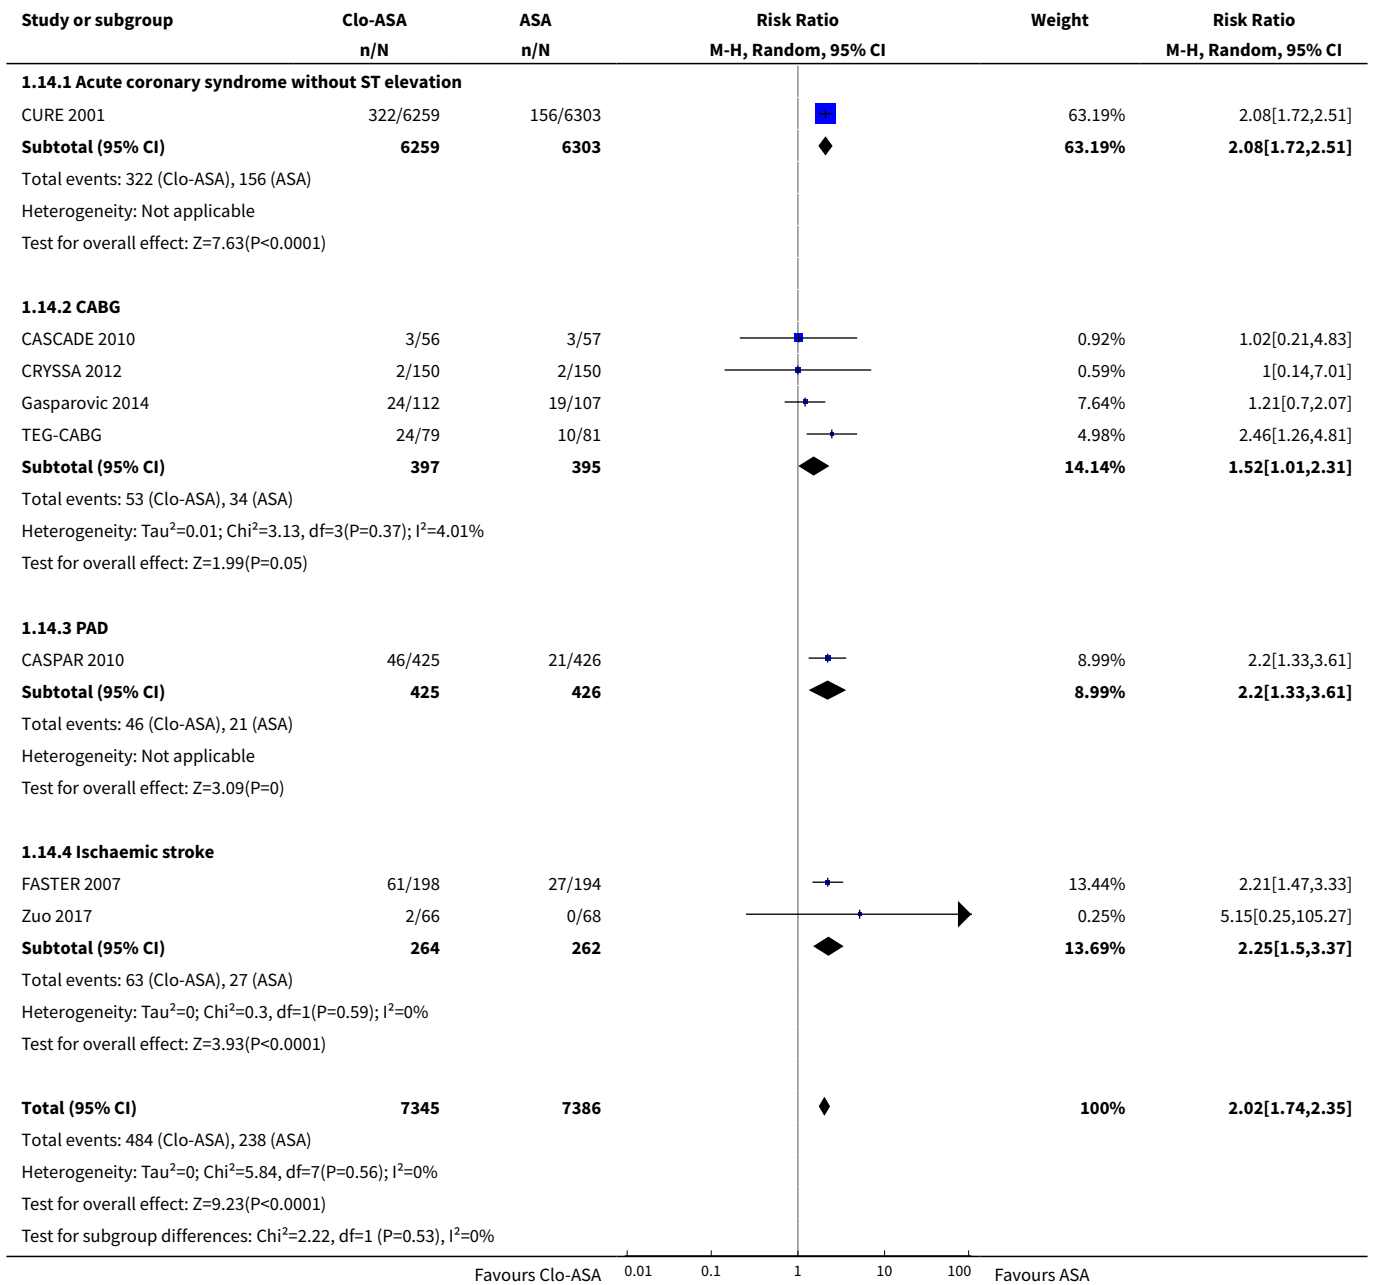 Study or subgroup Clo-ASA ASA Risk Ratio Weight Risk Ratio
n/N n/N M-H, Random, 95% CI M-H, Random, 95% CI
1.14.1 Acute coronary syndrome without ST elevation
CURE 2001 322/6259 156/6303 63.19% 2.08[1.72,2.51]
Subtotal (95% CI) 6259 6303 63.19% 2.08[1.72,2.51]
Total events: 322 (Clo-ASA), 156 (ASA)
Heterogeneity: Not applicable
Test for overall effect: Z=7.63(P<0.0001)
1.14.2 CABG
CASCADE 2010 3/56 3/57 0.92% 1.02[0.21,4.83]
CRYSSA 2012 2/150 2/150 0.59% 1[0.14,7.01]
Gasparovic 2014 24/112 19/107 7.64% 1.21[0.7,2.07]
TEG-CABG 24/79 10/81 4.98% 2.46[1.26,4.81]
Subtotal (95% CI) 397 395 14.14% 1.52[1.01,2.31]
Total events: 53 (Clo-ASA), 34 (ASA)
Heterogeneity: Tau²=0.01; Chi²=3.13, df=3(P=0.37); I²=4.01%
Test for overall effect: Z=1.99(P=0.05)
1.14.3 PAD
CASPAR 2010 46/425 21/426 8.99% 2.2[1.33,3.61]
Subtotal (95% CI) 425 426 8.99% 2.2[1.33,3.61]
Total events: 46 (Clo-ASA), 21 (ASA)
Heterogeneity: Not applicable
Test for overall effect: Z=3.09(P=0)
1.14.4 Ischaemic stroke
FASTER 2007 61/198 27/194 13.44% 2.21[1.47,3.33]
Zuo 2017 2/66 0/68 0.25% 5.15[0.25,105.27]
Subtotal (95% CI) 264 262 13.69% 2.25[1.5,3.37]
Total events: 63 (Clo-ASA), 27 (ASA)
Heterogeneity: Tau²=0; Chi²=0.3, df=1(P=0.59); I²=0%
Test for overall effect: Z=3.93(P<0.0001)
Total (95% CI) 7345 7386 100% 2.02[1.74,2.35]
Total events: 484 (Clo-ASA), 238 (ASA)
Heterogeneity: Tau²=0; Chi²=5.84, df=7(P=0.56); I²=0%
Test for overall effect: Z=9.23(P<0.0001)
Test for subgroup differences: Chi²=2.22, df=1 (P=0.53), I²=0%
Favours Clo-ASA 0.01 0.1 1 10 100 Favours ASA